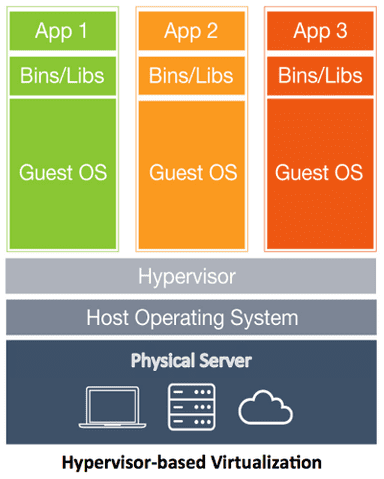 App 1
App 2
App 3
Bins/Libs
Bins/Libs
Bins/Libs
Guest OS
Guest OS
Guest OS
Hypervisor
Host Operating System
Physical Server
Hypervisor-based Virtualization